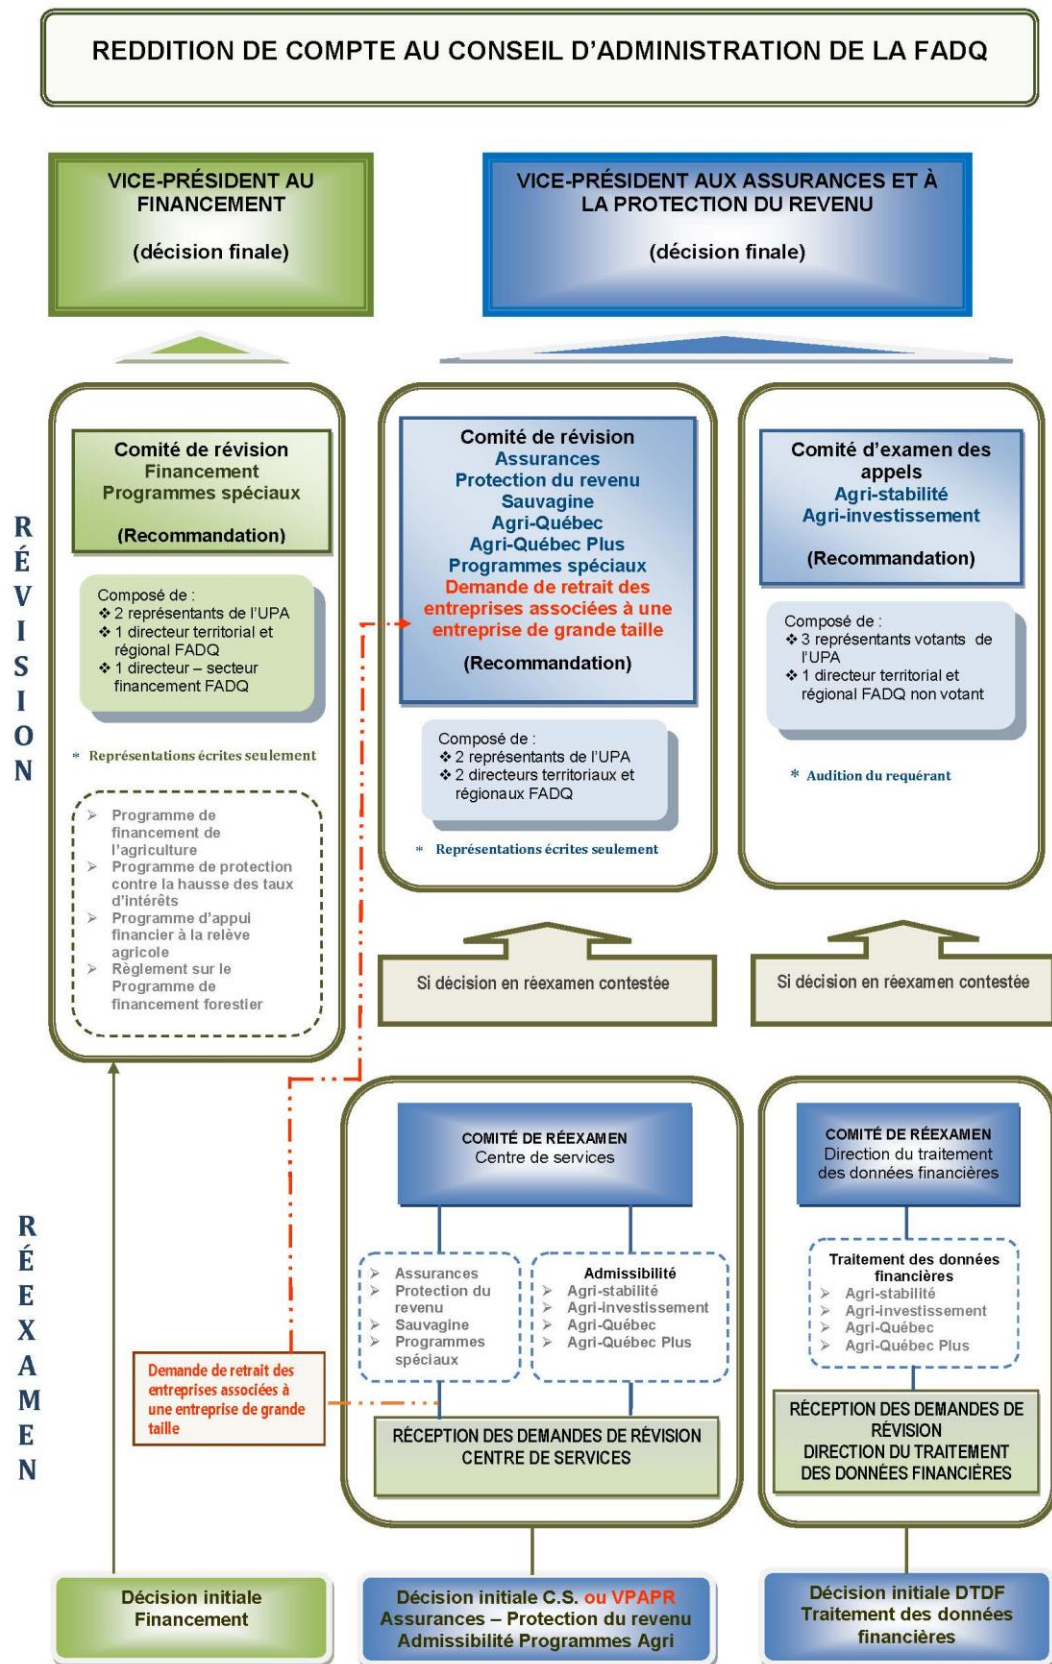 REDDITION DE COMPTE AU CONSEIL D'ADMINISTRATION DE LA FADQ
VICE-PRÉSIDENT AU
FINANCEMENT
(décision finale)
VICE-PRÉSIDENT AUX ASSURANCES ET À
LA PROTECTION DU REVENU
(décision finale)
RÉVISION
Comité de révision
Financement
Programmes spéciaux
(Recommandation)
Composé de :
❖ 2 représentants de l'UPA
❖ 1 directeur territorial et
régional FADQ
❖ 1 directeur – secteur
financement FADQ
* Représentations écrites seulement
➢ Programme de
financement de
l'agriculture
➢ Programme de protection
contre la hausse des taux
d'intérêts
➢ Programme d'appui
financier à la relève
agricole
➢ Règlement sur le
Programme de
financement forestier
Comité de révision
Assurances
Protection du revenu
Sauvagine
Agri-Québec
Agri-Québec Plus
Programmes spéciaux
Demande de retrait des
entreprises associées à une
entreprise de grande taille
(Recommandation)
Composé de :
❖ 2 représentants de l'UPA
❖ 2 directeurs territoriaux et
régionaux FADQ
* Représentations écrites seulement
Comité d'examen des
appels
Agri-stabilité
Agri-investissement
(Recommandation)
Composé de :
❖ 3 représentants votants de
l'UPA
❖ 1 directeur territorial et
régional FADQ non votant
* Audition du requérant
Si décision en réexamen contestée
Si décision en réexamen contestée
RÉEXAMEN
COMITÉ DE RÉEXAMEN
Centre de services
➢ Assurances
➢ Protection du
revenu
➢ Sauvagine
➢ Programmes
spéciaux
Admissibilité
➢ Agri-stabilité
➢ Agri-investissement
➢ Agri-Québec
➢ Agri-Québec Plus
Demande de retrait des
entreprises associées à
une entreprise de grande
taille
RÉCEPTION DES DEMANDES DE RÉVISION
CENTRE DE SERVICES
COMITÉ DE RÉEXAMEN
Direction du traitement
des données financières
Traitement des données
financières
➢ Agri-stabilité
➢ Agri-investissement
➢ Agri-Québec
➢ Agri-Québec Plus
RÉCEPTION DES DEMANDES DE
RÉVISION
DIRECTION DU TRAITEMENT
DES DONNÉES FINANCIÈRES
Décision initiale
Financement
Décision initiale C.S. ou VPAPR
Assurances – Protection du revenu
Admissibilité Programmes Agri
Décision initiale DTDF
Traitement des données
financières